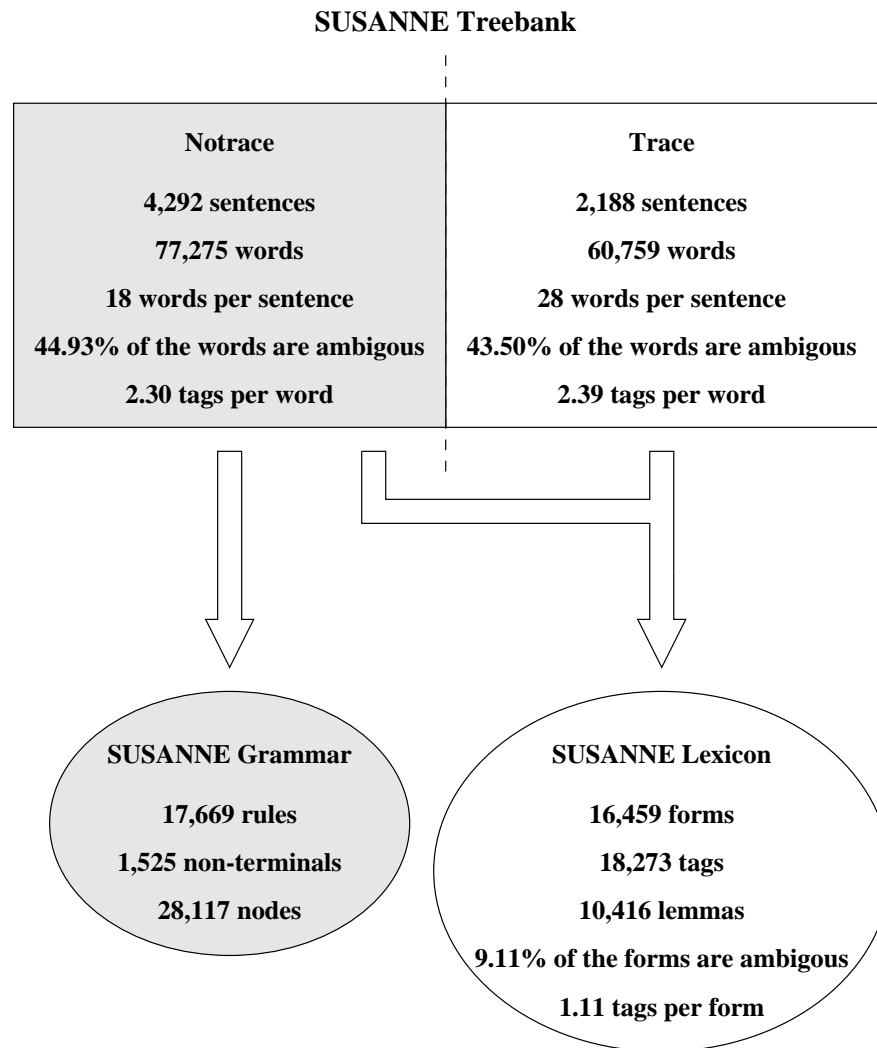 SUSANNE Treebank
Notrace
4,292 sentences
77,275 words
18 words per sentence
44.93% of the words are ambigous
2.30 tags per word
Trace
2,188 sentences
60,759 words
28 words per sentence
43.50% of the words are ambigous
2.39 tags per word
SUSANNE Grammar
17,669 rules
1,525 non-terminals
28,117 nodes
SUSANNE Lexicon
16,459 forms
18,273 tags
10,416 lemmas
9.11% of the forms are ambigous
1.11 tags per form